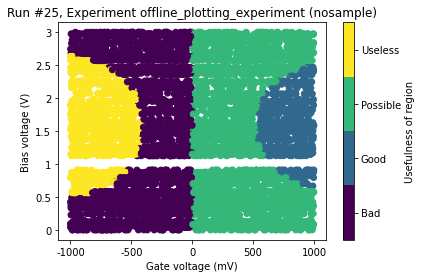 Run #25, Experiment offline_plotting_experiment (nosample)
3
2.5
2
1.5
1
0.5
0
Bias voltage (V)
-1000
-500
0
500
1000
Gate voltage (mV)
Useless
Possible
Good
Bad
Usefulness of region